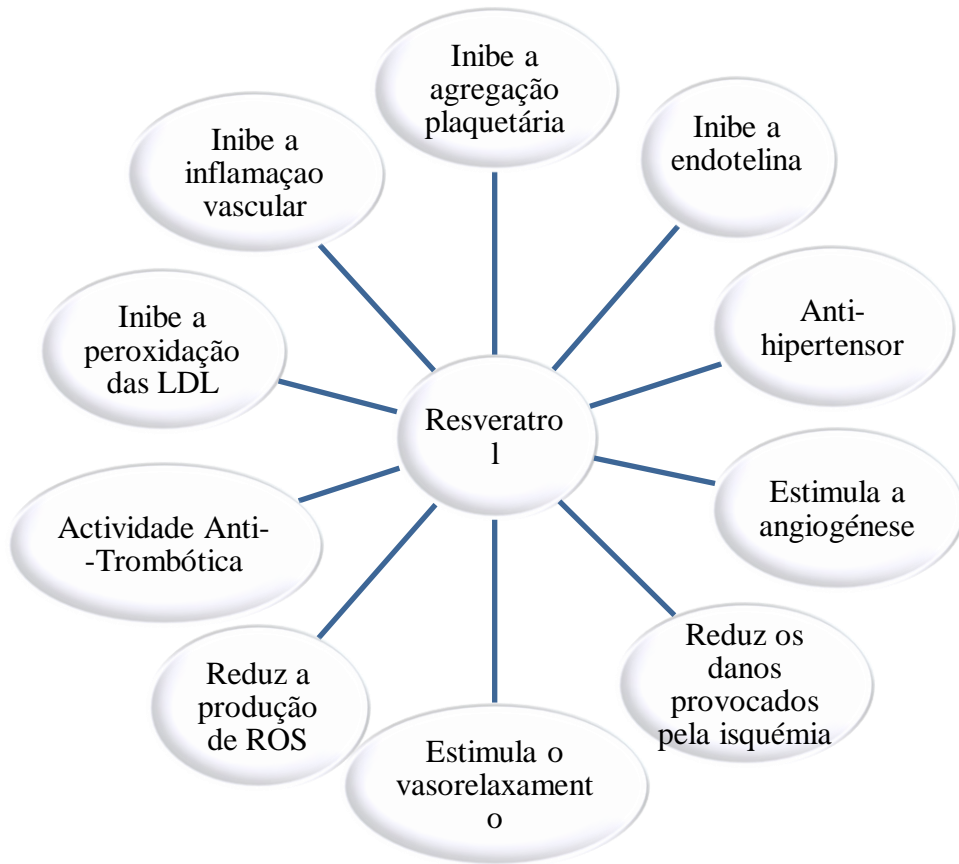 Inibe a
agregação
plaquetária
Inibe a
endotelina
Anti-
hipertensor
Estimula a
angiogénese
Reduz os
danos
provocados
pela isquémia
Estimula o
vasorelaxament
o
Reduz a
produção
de ROS
Actividade Anti-
-Trombótica
Inibe a
peroxidação
das LDL
Inibe a
inflamaçao
vascular
Resveratro
l